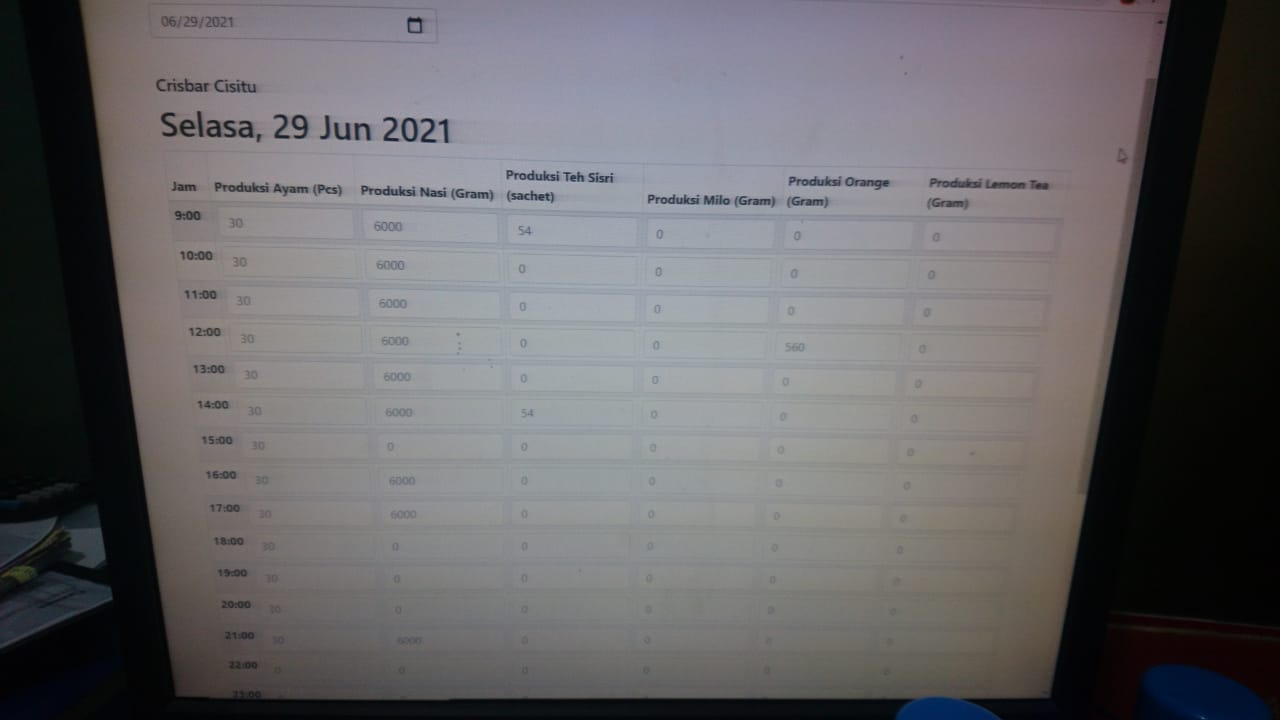 06/29/2021
Crisbar Cisitu
Selasa, 29 Jun 2021
Jam Produksi Ayam (Pcs) Produksi Nasi (Gram) Produksi Teh Sisri (sachet) Produksi Milo (Gram) Produksi Orange (Gram) Produksi Lemon Tea (Gram)
9:00 30 6000 54 0 0 0
10:00 30 6000 0 0 0 0
11:00 30 6000 0 0 0 0
12:00 30 6000 0 0 560 0
13:00 30 6000 0 0 0 0
14:00 30 6000 54 0 0 0
15:00 30 0 0 0 0 0
16:00 30 6000 0 0 0 0
17:00 30 6000 0 0 0 0
18:00 30 0 0 0 0 0
19:00 30 0 0 0 0 0
20:00 30 0 0 0 0 0
21:00 30 6000 0 0 0 0
22:00 0 0 0 0 0 0
23:00